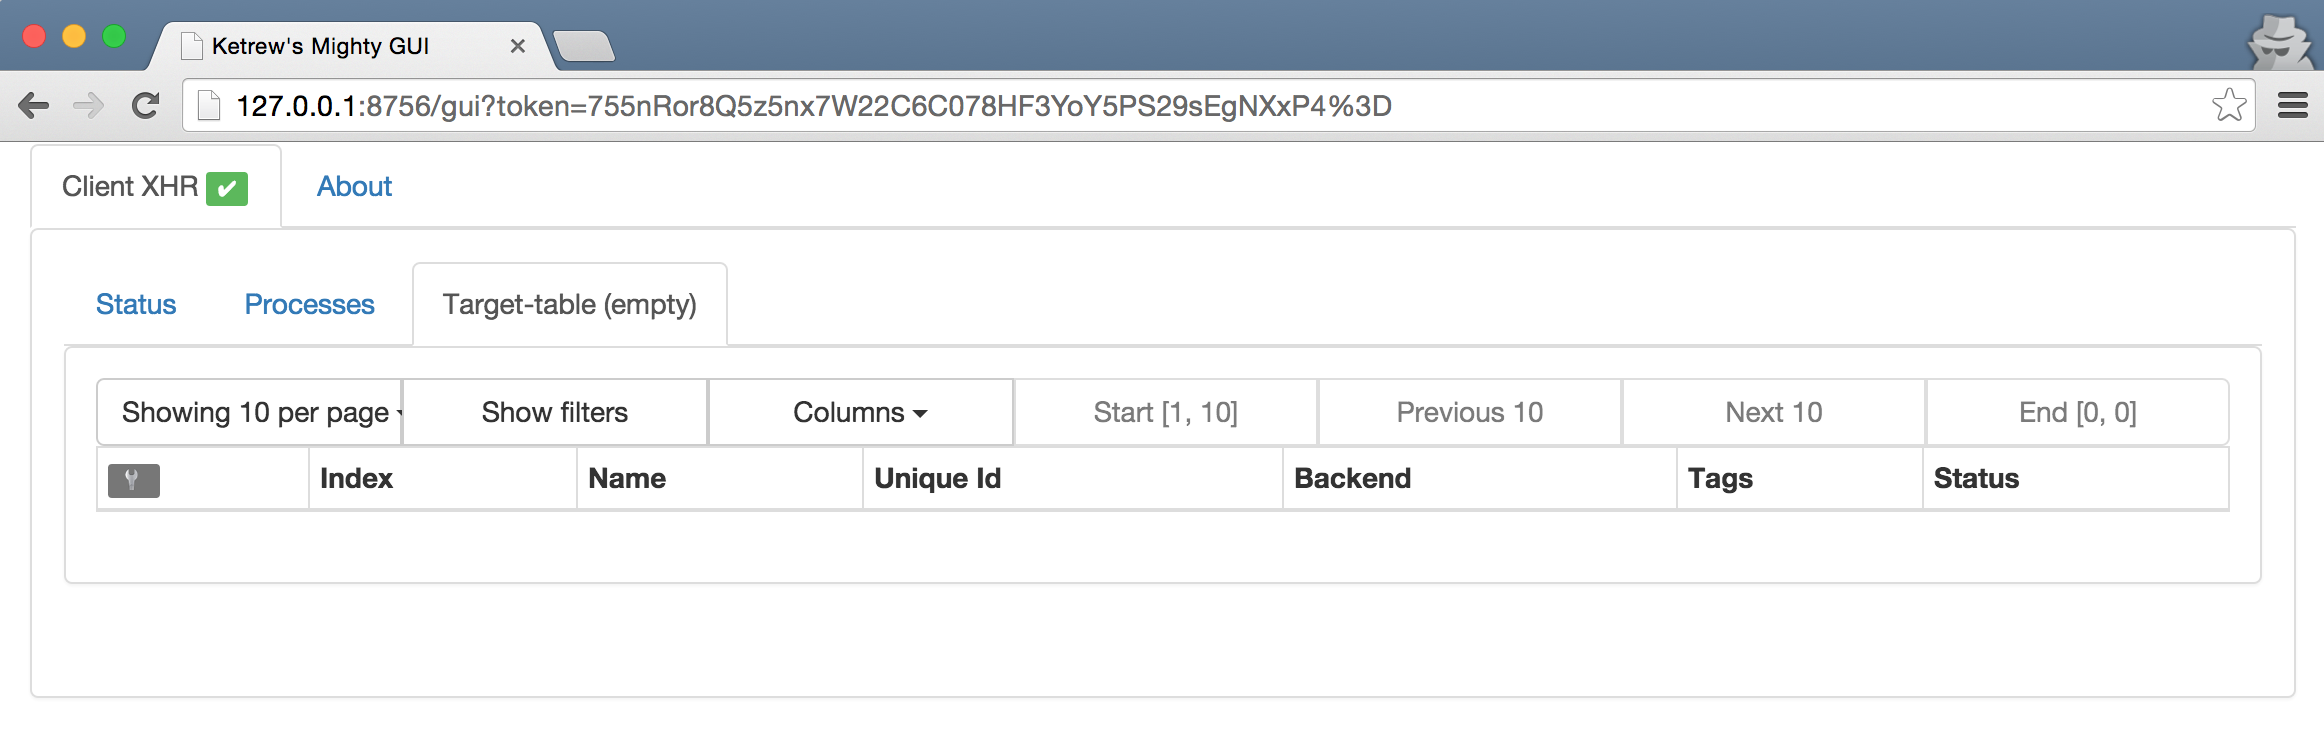 Ketrew's Mighty GUI
127.0.0.1:8756/gui?token=755nRor8Q5z5nx7W22C6C078HF3YoY5PS29sEgNXxP4%3D
Client XHR ✔ About
Status Processes Target-table (empty)
Showing 10 per page Show filters Columns Start [1, 10] Previous 10 Next 10 End [0, 0]
Index Name Unique Id Backend Tags Status